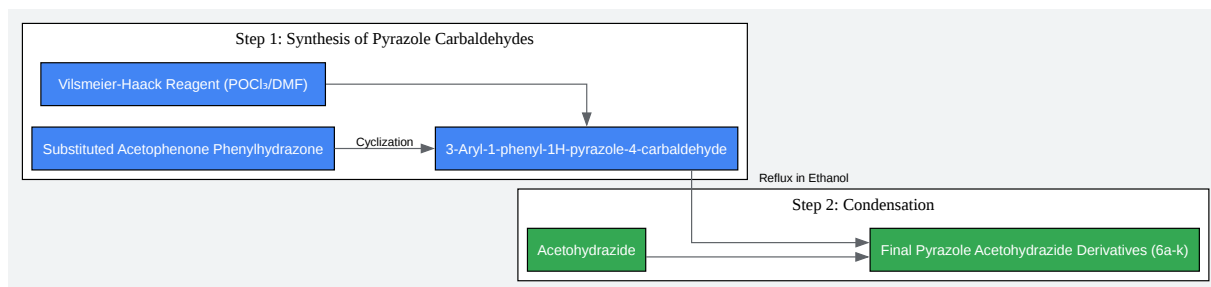 Step 1: Synthesis of Pyrazole Carbaldehydes
Vilsmeier-Haack Reagent (POCl₃/DMF)
Substituted Acetophenone Phenylhydrazone
Cyclization
3-Aryl-1-phenyl-1H-pyrazole-4-carbaldehyde
Reflux in Ethanol
Step 2: Condensation
Acetohydrazide
Final Pyrazole Acetohydrazide Derivatives (6a-k)